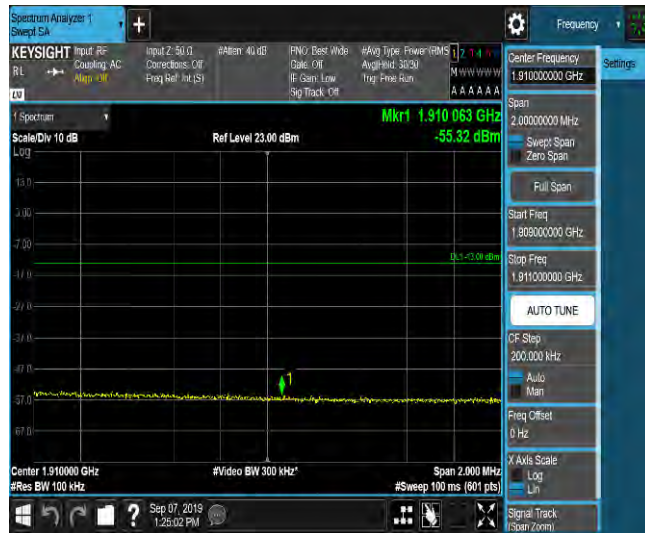 Spectrum Analyzer 1
Swept SA
Frequency
KEYSIGHT
Input: RF
Input Z: 50 Ω
#Atten: 40 dB
PNO: Best Wide
#Avg Type: Power (RMS
1 2 3 4
RL
Coupling: AC
Corrections: Off
Gate: Off
Avg|Hold: 30/30
M W W W W W
Align: Off
Freq Ref: Int (S)
IF Gain: Low
Trig: Free Run
Sig Track: Off
A A A A A A
LXI
Center Frequency
1.910000000 GHz
Settings
Span
2.00000000 MHz
Swept Span
Zero Span
Full Span
Start Freq
1.909000000 GHz
Stop Freq
1.911000000 GHz
AUTO TUNE
CF Step
200.000 kHz
Auto
Man
Freq Offset
0 Hz
X Axis Scale
Log
Lin
Signal Track
(Span Zoom)
1 Spectrum
Mkr1 1.910 063 GHz
Scale/Div 10 dB
Ref Level 23.00 dBm
-55.32 dBm
Log
13.0
3.00
-7.00
DL1 -13.00 dBm
-17.0
-27.0
-37.0
-47.0
1
-57.0
-67.0
Center 1.910000 GHz
#Video BW 300 kHz*
Span 2.000 MHz
#Res BW 100 kHz
#Sweep 100 ms (601 pts)
?
Sep 07, 2019
1:25:02 PM